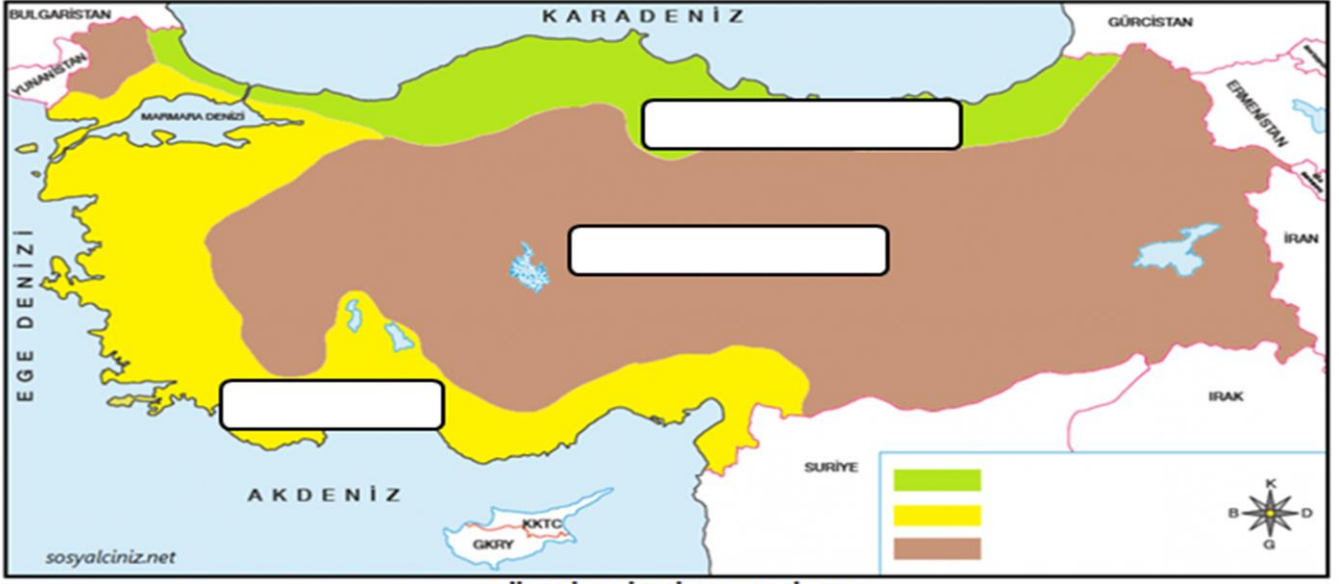 BULGARİSTAN
KARADENİZ
GÜRCİSTAN
YUNANİSTAN
MARMARA DENİZİ
ERMENİSTAN
EGE DENİZİ
İRAN
IRAK
SURİYE
AKDENİZ
KKTC
GKRY
K
B
D
G
sosyalciniz.net